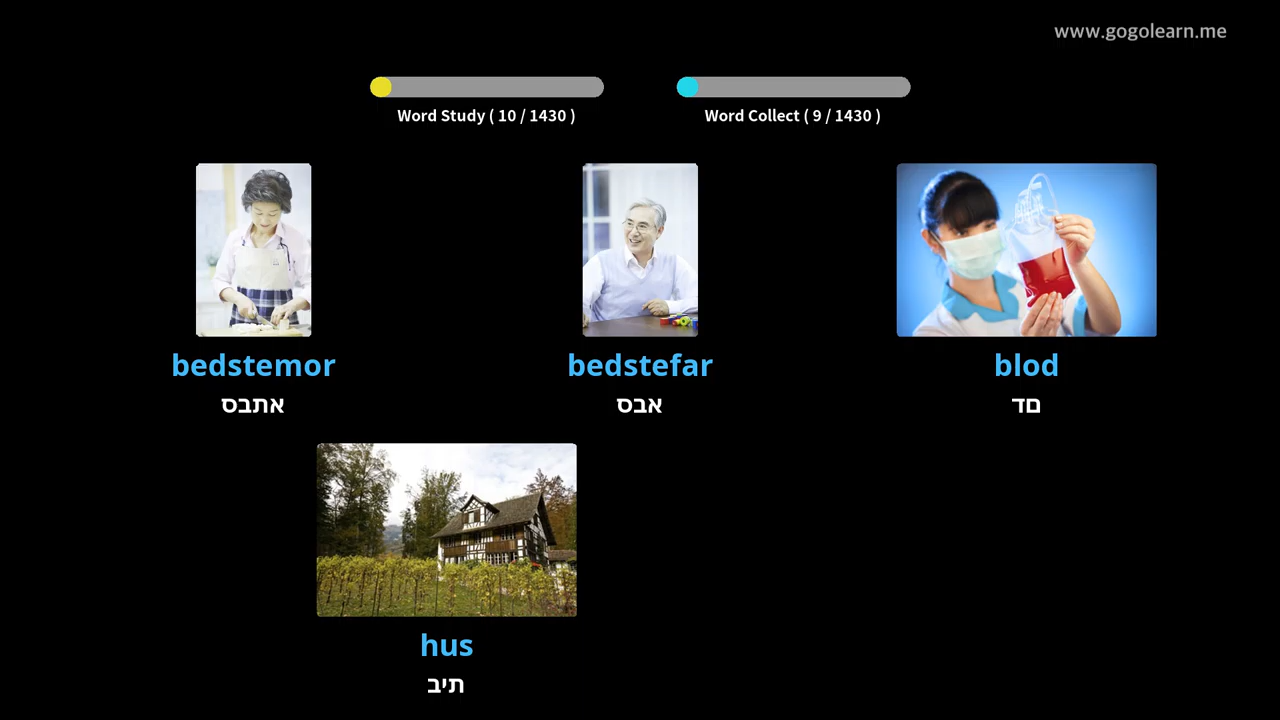 www.gogolearn.me
Word Study ( 10 / 1430 )
Word Collect ( 9 / 1430 )
bedstemor
אתבס
bedstefar
אבס
blod
םד
hus
תיב